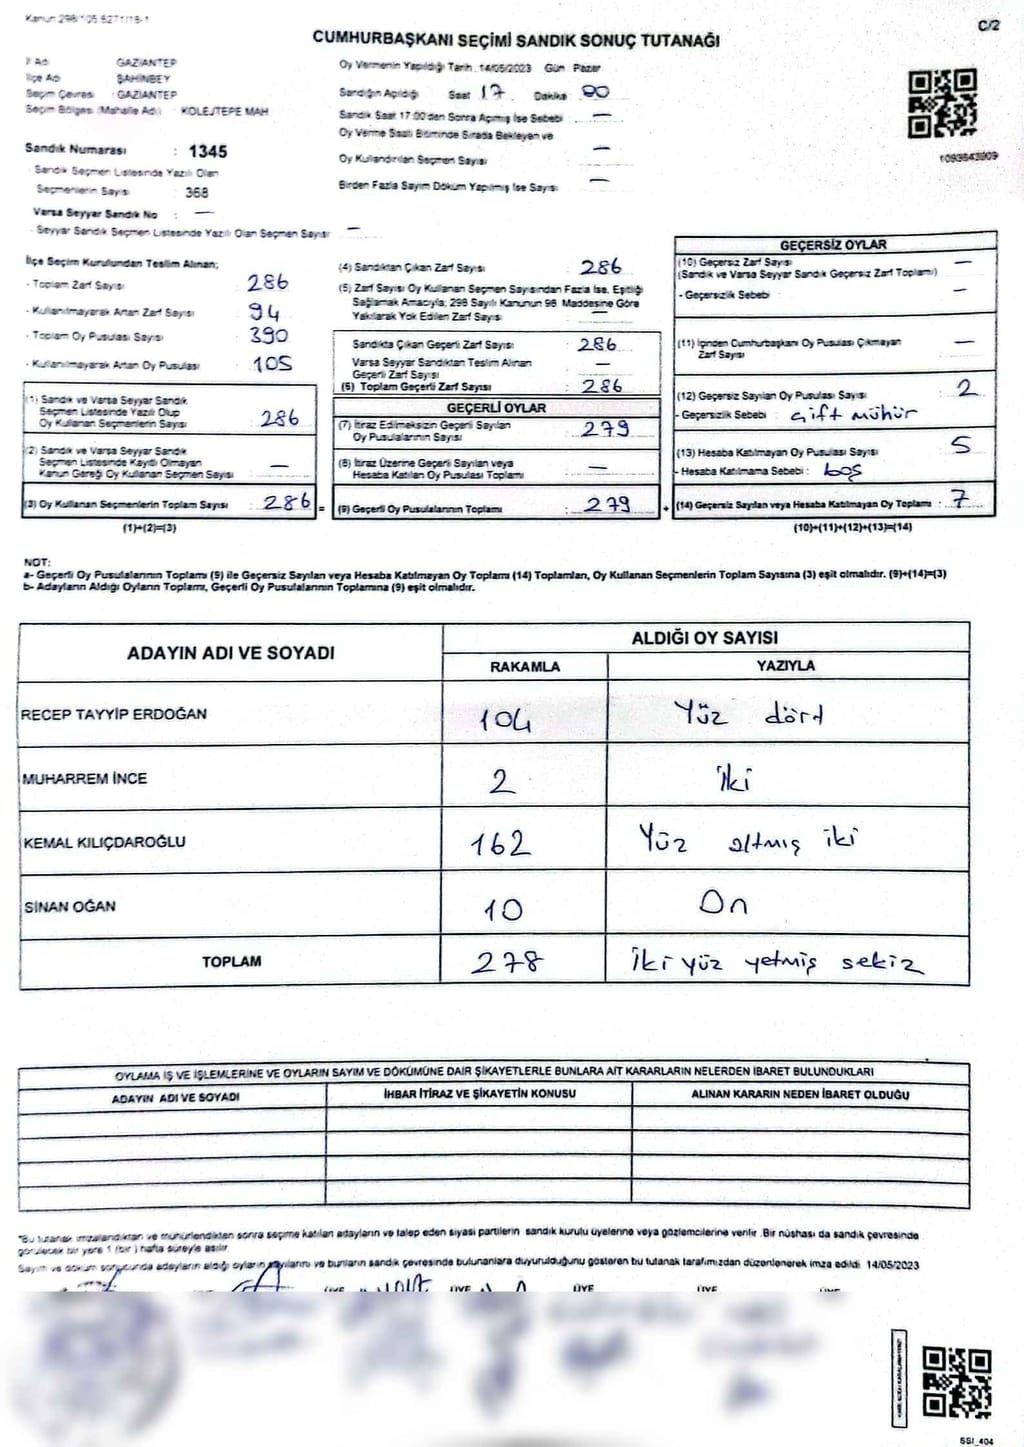 Kanun 298/105 6271/18-1
C/2
CUMHURBAŞKANI SEÇİMİ SANDIK SONUÇ TUTANAĞI
İl Adı GAZİANTEP
İlçe Adı ŞAHİNBEY
Seçim Çevresi : GAZİANTEP
Seçim Bölgesi (Mahalle Adı) : KOLEJTEPE MAH
Sandık Numarası : 1345
- Sandık Seçmen Listesinde Yazılı Olan
Seçmenlerin Sayısı : 368
Varsa Seyyar Sandık No : —
- Seyyar Sandık Seçmen Listesinde Yazılı Olan Seçmen Sayısı —
Oy Vermenin Yapıldığı Tarih : 14/05/2023 Gün : Pazar
Sandığın Açıldığı Saat 17 Dakika 00
Sandık Saat 17:00'den Sonra Açımış İse Sebebi —
Oy Verme Saati Bitiminde Sırada Bekleyen ve
Oy Kullandırılan Seçmen Sayısı —
Birden Fazla Sayım Döküm Yapılmış İse Sayısı —
1093643909
İlçe Seçim Kurulundan Teslim Alınan;
- Toplam Zarf Sayısı : 286
- Kullanılmayarak Artan Zarf Sayısı : 94
- Toplam Oy Pusulası Sayısı : 390
- Kullanılmayarak Artan Oy Pusulası : 105
(1) Sandık ve Varsa Seyyar Sandık
Seçmen Listesinde Yazılı Olup
Oy Kullanan Seçmenlerin Sayısı : 286
(2) Sandık ve Varsa Seyyar Sandık
Seçmen Listesinde Kaydı Olmayan
Kanun Gereği Oy Kullanan Seçmen Sayısı : —
(3) Oy Kullanan Seçmenlerin Toplam Sayısı : 286 =
(1)+(2)=(3)
(4) Sandıktan Çıkan Zarf Sayısı : 286
(5) Zarf Sayısı Oy Kullanan Seçmen Sayısından Fazla İse, Eşitliği
Sağlamak Amacıyla; 298 Sayılı Kanunun 98. Maddesine Göre
Yakılarak Yok Edilen Zarf Sayısı —
Sandıkta Çıkan Geçerli Zarf Sayısı : 286
Varsa Seyyar Sandıktan Teslim Alınan
Geçerli Zarf Sayısı : —
(6) Toplam Geçerli Zarf Sayısı : 286
GEÇERLİ OYLAR
(7) İtiraz Edilmeksizin Geçerli Sayılan
Oy Pusulalarının Sayısı : 279
(8) İtiraz Üzerine Geçerli Sayılan veya
Hesaba Katılan Oy Pusulası Toplamı : —
(9) Geçerli Oy Pusulalarının Toplamı : 279 +
GEÇERSİZ OYLAR
(10) Geçersiz Zarf Sayısı —
(Sandık ve Varsa Seyyar Sandık Geçersiz Zarf Toplamı)
- Geçersizlik Sebebi : —
(11) İçinden Cumhurbaşkanı Oy Pusulası Çıkmayan
Zarf Sayısı —
(12) Geçersiz Sayılan Oy Pusulası Sayısı : 2
- Geçersizlik Sebebi : Çift mühür
(13) Hesaba Katılmayan Oy Pusulası Sayısı : 5
- Hesaba Katılmama Sebebi : boş
(14) Geçersiz Sayılan veya Hesaba Katılmayan Oy Toplamı : 7
(10)+(11)+(12)+(13)=(14)
NOT:
a- Geçerli Oy Pusulalarının Toplamı (9) ile Geçersiz Sayılan veya Hesaba Katılmayan Oy Toplamı (14) Toplamları, Oy Kullanan Seçmenlerin Toplam Sayısına (3) eşit olmalıdır. (9)+(14)=(3)
b- Adayların Aldığı Oyların Toplamı, Geçerli Oy Pusulalarının Toplamına (9) eşit olmalıdır.
ADAYIN ADI VE SOYADI ALDIĞI OY SAYISI
RAKAMLA YAZIYLA
RECEP TAYYİP ERDOĞAN 104 Yüz dört
MUHARREM İNCE 2 İki
KEMAL KILIÇDAROĞLU 162 Yüz altmış iki
SİNAN OĞAN 10 On
TOPLAM 278 iki yüz yetmiş sekiz
OYLAMA İŞ VE İŞLEMLERİNE VE OYLARIN SAYIM VE DÖKÜMÜNE DAİR ŞİKAYETLERLE BUNLARA AİT KARARLARIN NELERDEN İBARET BULUNDUKLARI
ADAYIN ADI VE SOYADI İHBAR İTİRAZ VE ŞİKAYETİN KONUSU ALINAN KARARIN NEDEN İBARET OLDUĞU
*Bu tutanak imzalandıktan ve mühürlendikten sonra seçime katılan adayların ve talep eden siyasi partilerin sandık kurulu üyelerine veya gözlemcilerine verilir. Bir nüshası da sandık çevresinde
görülecek bir yere 1 (bir) hafta süreyle asılır.
Sayım ve döküm sonucunda adayların aldığı oyların sayılarını ve bunların sandık çevresinde bulunanlara duyurulduğunu gösteren bu tutanak tarafımızdan düzenlenerek imza edildi. 14/05/2023
ÜYE ÜYE ÜYE ÜYE ÜYE
SSI_404